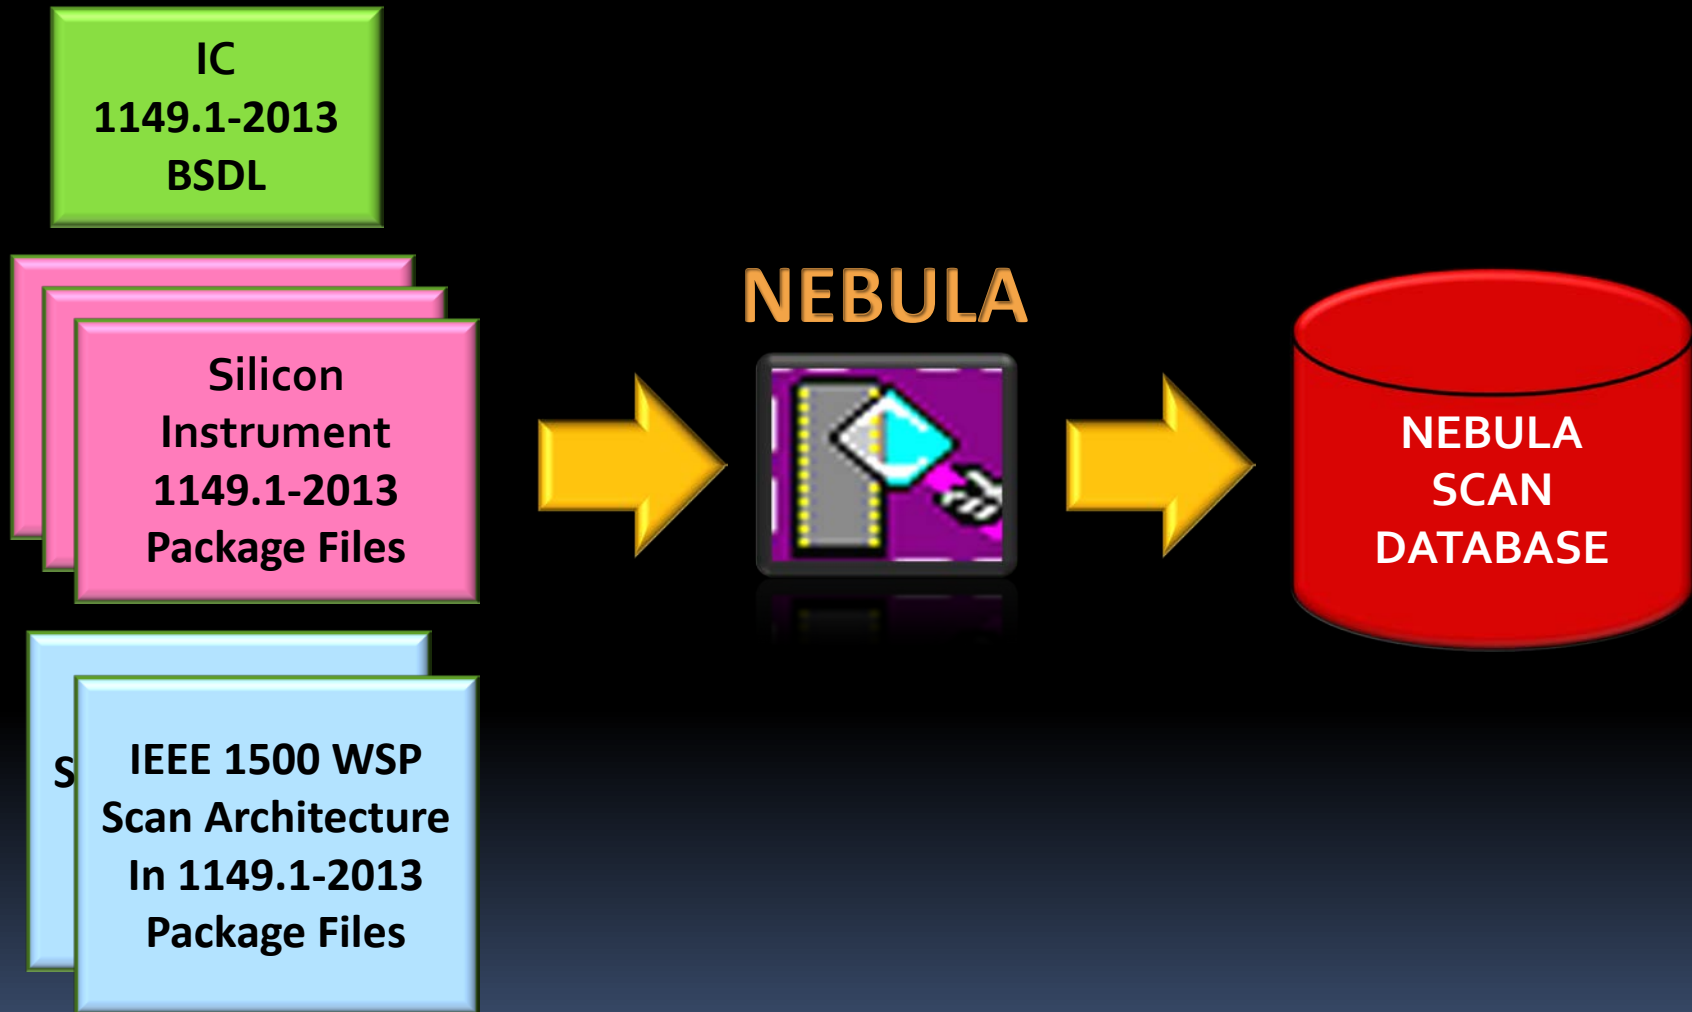 IC
1149.1-2013
BSDL
Silicon
Instrument
1149.1-2013
Package Files
S
IEEE 1500 WSP
Scan Architecture
In 1149.1-2013
Package Files
NEBULA
NEBULA
SCAN
DATABASE